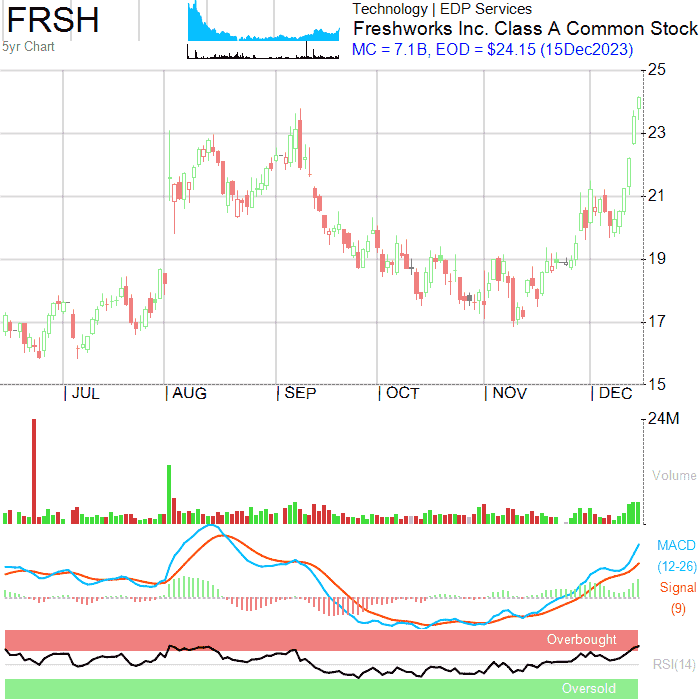 FRSH
5yr Chart
Technology | EDP Services
Freshworks Inc. Class A Common Stock
MC = 7.1B, EOD = $24.15 (15Dec2023)
25
23
21
19
17
15
JUL AUG SEP OCT NOV DEC
24M
Volume
MACD
(12-26)
Signal
(9)
Overbought
RSI(14)
Oversold